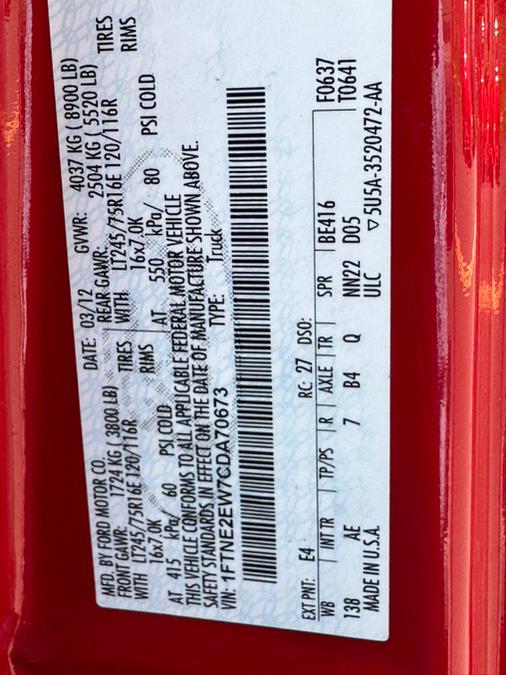 MFD. BY FORD MOTOR CO. DATE: 03/12 GVWR: 4037 KG ( 8900 LB)
FRONT GAWR: 1724 KG ( 3800 LB) REAR GAWR: 2504 KG ( 5520 LB)
WITH LT245/75R16E 120/116R TIRES WITH LT245/75R16E 120/116R TIRES
16x7.0K RIMS 16x7.0K RIMS
AT 415 kPa/ 60 PSI COLD AT 550 kPa/ 80 PSI COLD
THIS VEHICLE CONFORMS TO ALL APPLICABLE FEDERAL MOTOR VEHICLE
SAFETY STANDARDS IN EFFECT ON THE DATE OF MANUFACTURE SHOWN ABOVE.
VIN: 1FTNE2EW7CDA70673 TYPE: Truck
EXT PNT: E4 RC: 27 DSO: F0637
WB INT TR TP/PS R AXLE TR SPR BE416 T0641
138 AE 7 B4 Q NN22 D05
MADE IN U.S.A. ULC ▽5U5A-3520472-AA